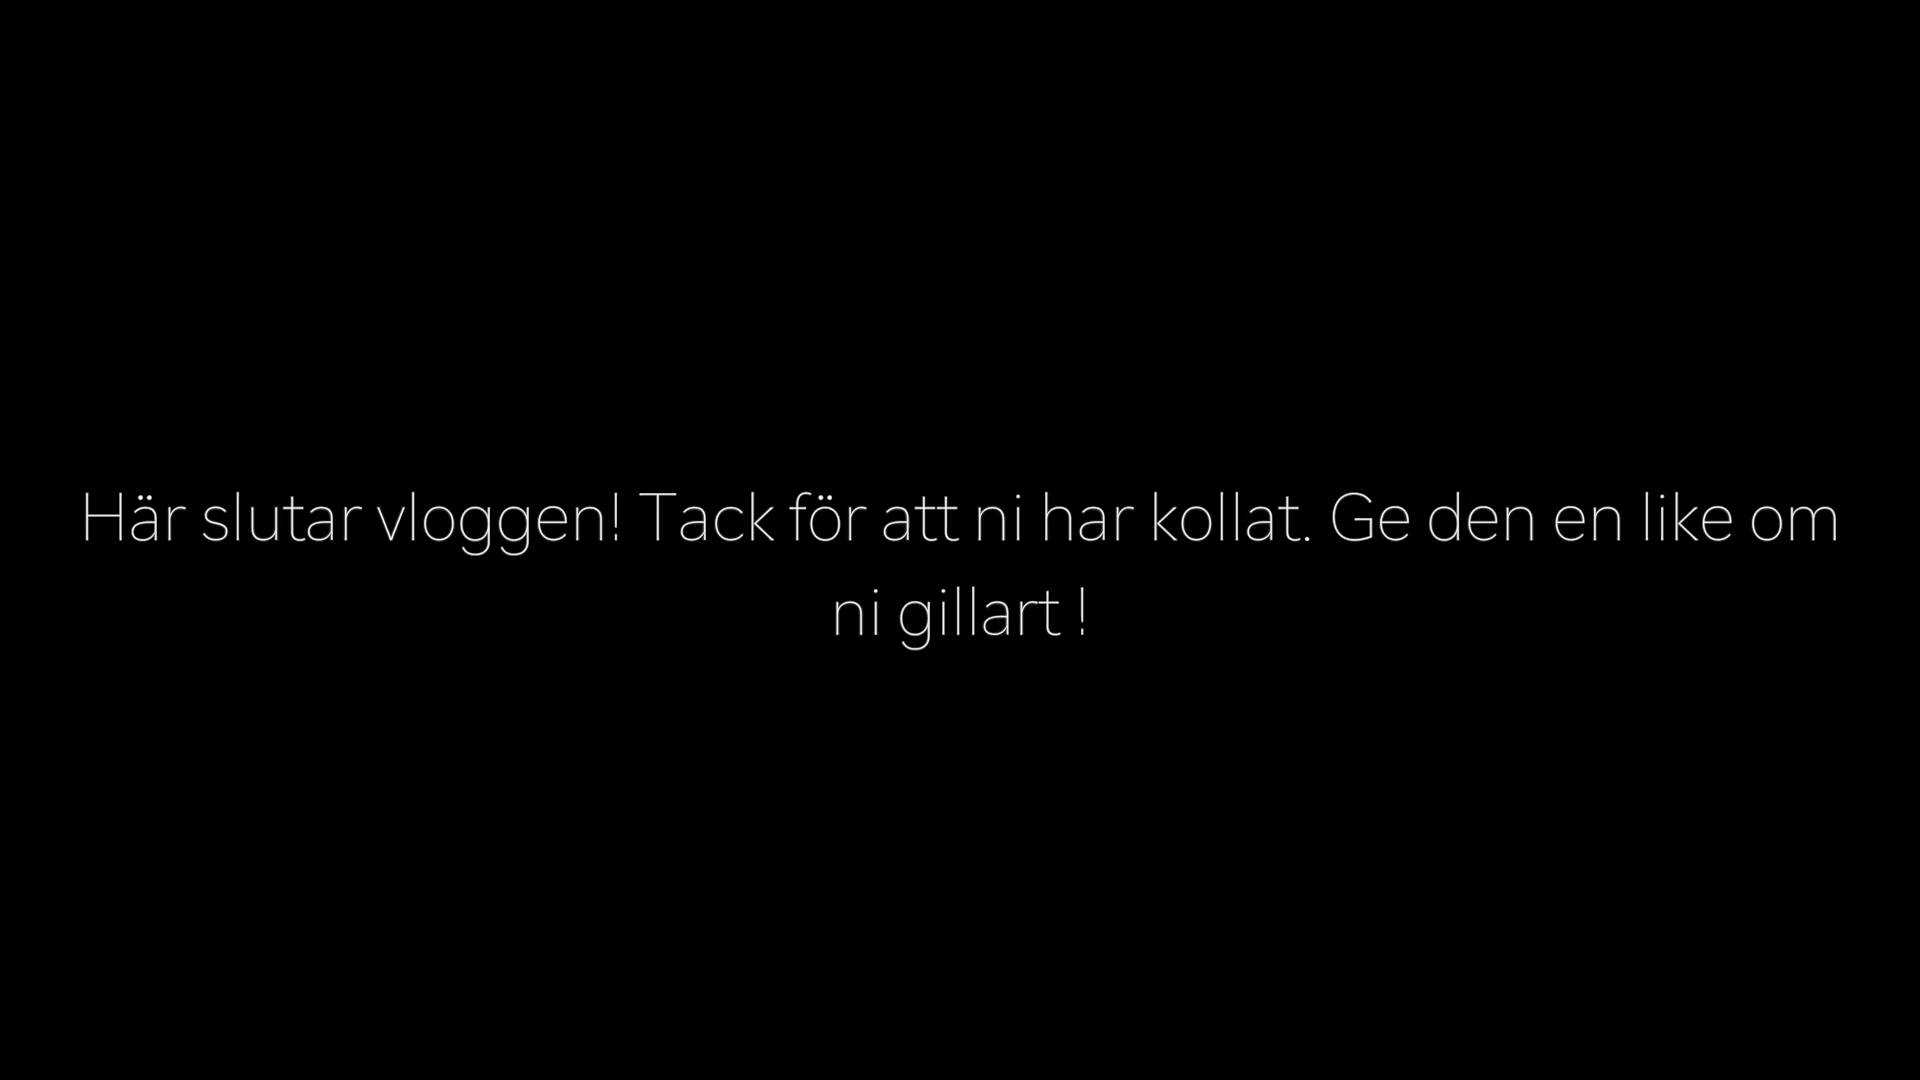 Här slutar vloggen! Tack för att ni har kollat. Ge den en like om
ni gillart !